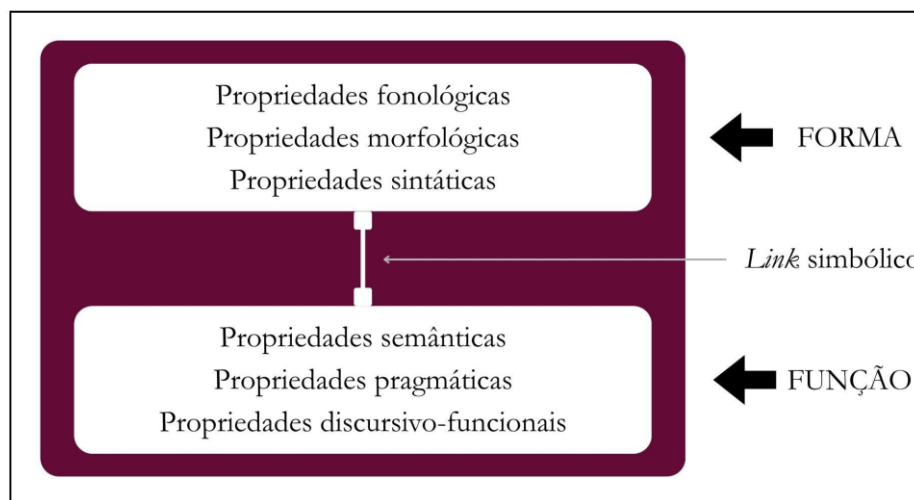 Propriedades fonológicas
Propriedades morfológicas
Propriedades sintáticas
FORMA
Link simbólico
Propriedades semânticas
Propriedades pragmáticas
Propriedades discursivo-funcionais
FUNÇÃO